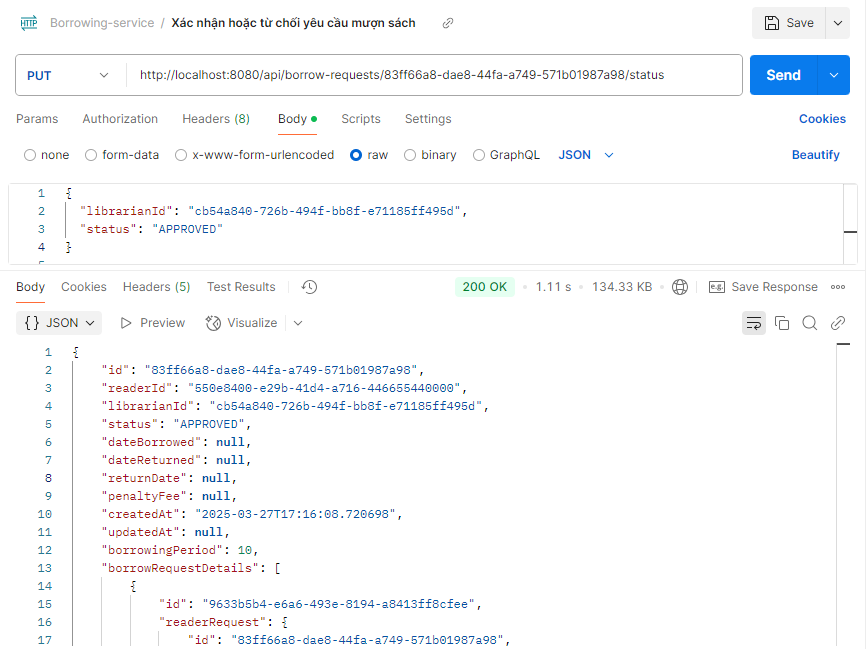 HTTP Borrowing-service / Xác nhận hoặc từ chối yêu cầu mượn sách Save
PUT http://localhost:8080/api/borrow-requests/83ff66a8-dae8-44fa-a749-571b01987a98/status Send
Params Authorization Headers (8) Body Scripts Settings Cookies
none form-data x-www-form-urlencoded raw binary GraphQL JSON Beautify
1 {
2 "librarianId": "cb54a840-726b-494f-bb8f-e71185ff495d",
3 "status": "APPROVED"
4 }
Body Cookies Headers (5) Test Results 200 OK • 1.11 s • 134.33 KB • e.g. Save Response
{} JSON Preview Visualize
1 {
2 "id": "83ff66a8-dae8-44fa-a749-571b01987a98",
3 "readerId": "550e8400-e29b-41d4-a716-446655440000",
4 "librarianId": "cb54a840-726b-494f-bb8f-e71185ff495d",
5 "status": "APPROVED",
6 "dateBorrowed": null,
7 "dateReturned": null,
8 "returnDate": null,
9 "penaltyFee": null,
10 "createdAt": "2025-03-27T17:16:08.720698",
11 "updatedAt": null,
12 "borrowingPeriod": 10,
13 "borrowRequestDetails": [
14 {
15 "id": "9633b5b4-e6a6-493e-8194-a8413ff8cfee",
16 "readerRequest": {
17 "id": "83ff66a8-dae8-44fa-a749-571b01987a98",